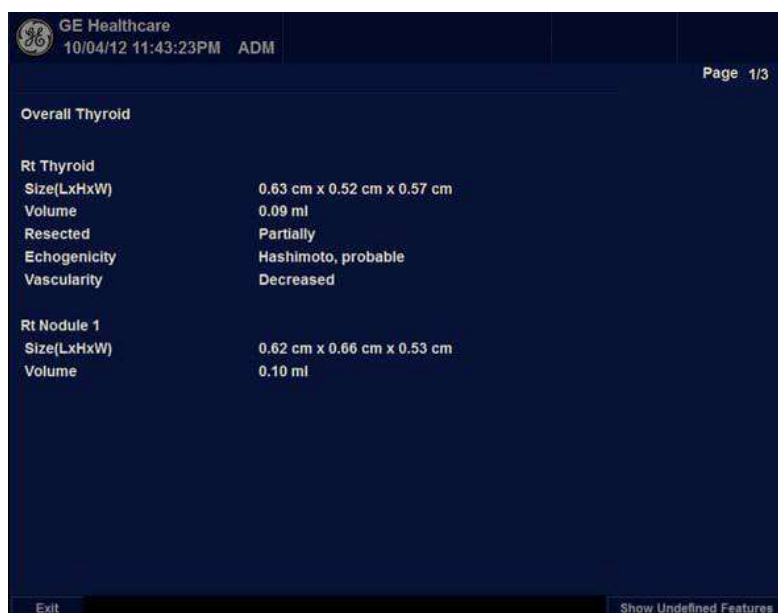 GE Healthcare
10/04/12 11:43:23PM ADM
Page 1/3
Overall Thyroid
Rt Thyroid
Size(LxHxW) 0.63 cm x 0.52 cm x 0.57 cm
Volume 0.09 ml
Resected Partially
Echogenicity Hashimoto, probable
Vascularity Decreased
Rt Nodule 1
Size(LxHxW) 0.62 cm x 0.66 cm x 0.53 cm
Volume 0.10 ml
Exit Show Undefined Features